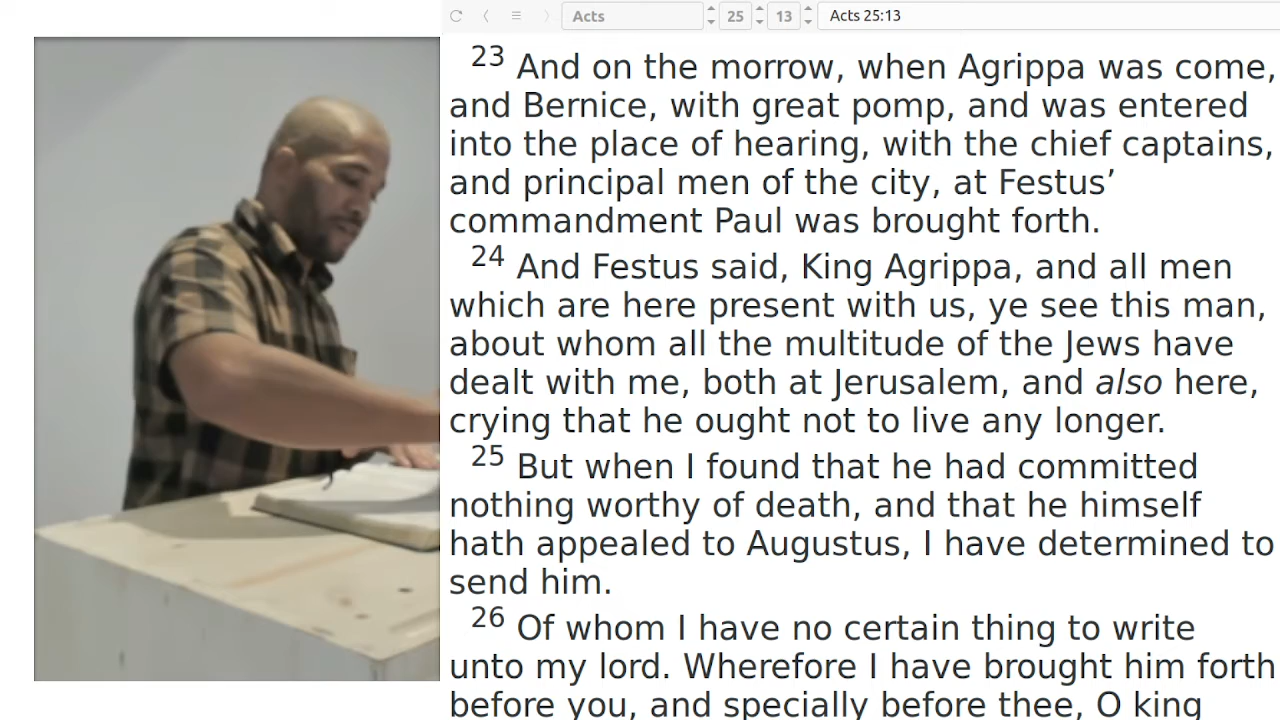 Acts 25 13 Acts 25:13
23 And on the morrow, when Agrippa was come,
and Bernice, with great pomp, and was entered
into the place of hearing, with the chief captains,
and principal men of the city, at Festus’
commandment Paul was brought forth.
24 And Festus said, King Agrippa, and all men
which are here present with us, ye see this man,
about whom all the multitude of the Jews have
dealt with me, both at Jerusalem, and also here,
crying that he ought not to live any longer.
25 But when I found that he had committed
nothing worthy of death, and that he himself
hath appealed to Augustus, I have determined to
send him.
26 Of whom I have no certain thing to write
unto my lord. Wherefore I have brought him forth
before you, and specially before thee, O king